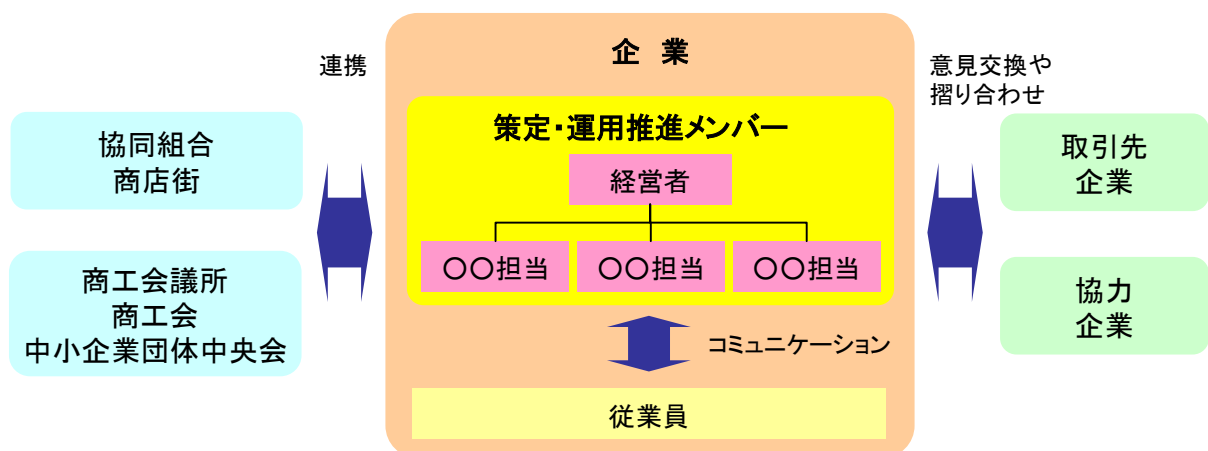 企 業
連携
意見交換や
摺り合わせ
協同組合
商店街
商工会議所
商工会
中小企業団体中央会
策定・運用推進メンバー
経営者
〇〇担当
〇〇担当
〇〇担当
コミュニケーション
従業員
取引先
企業
協力
企業